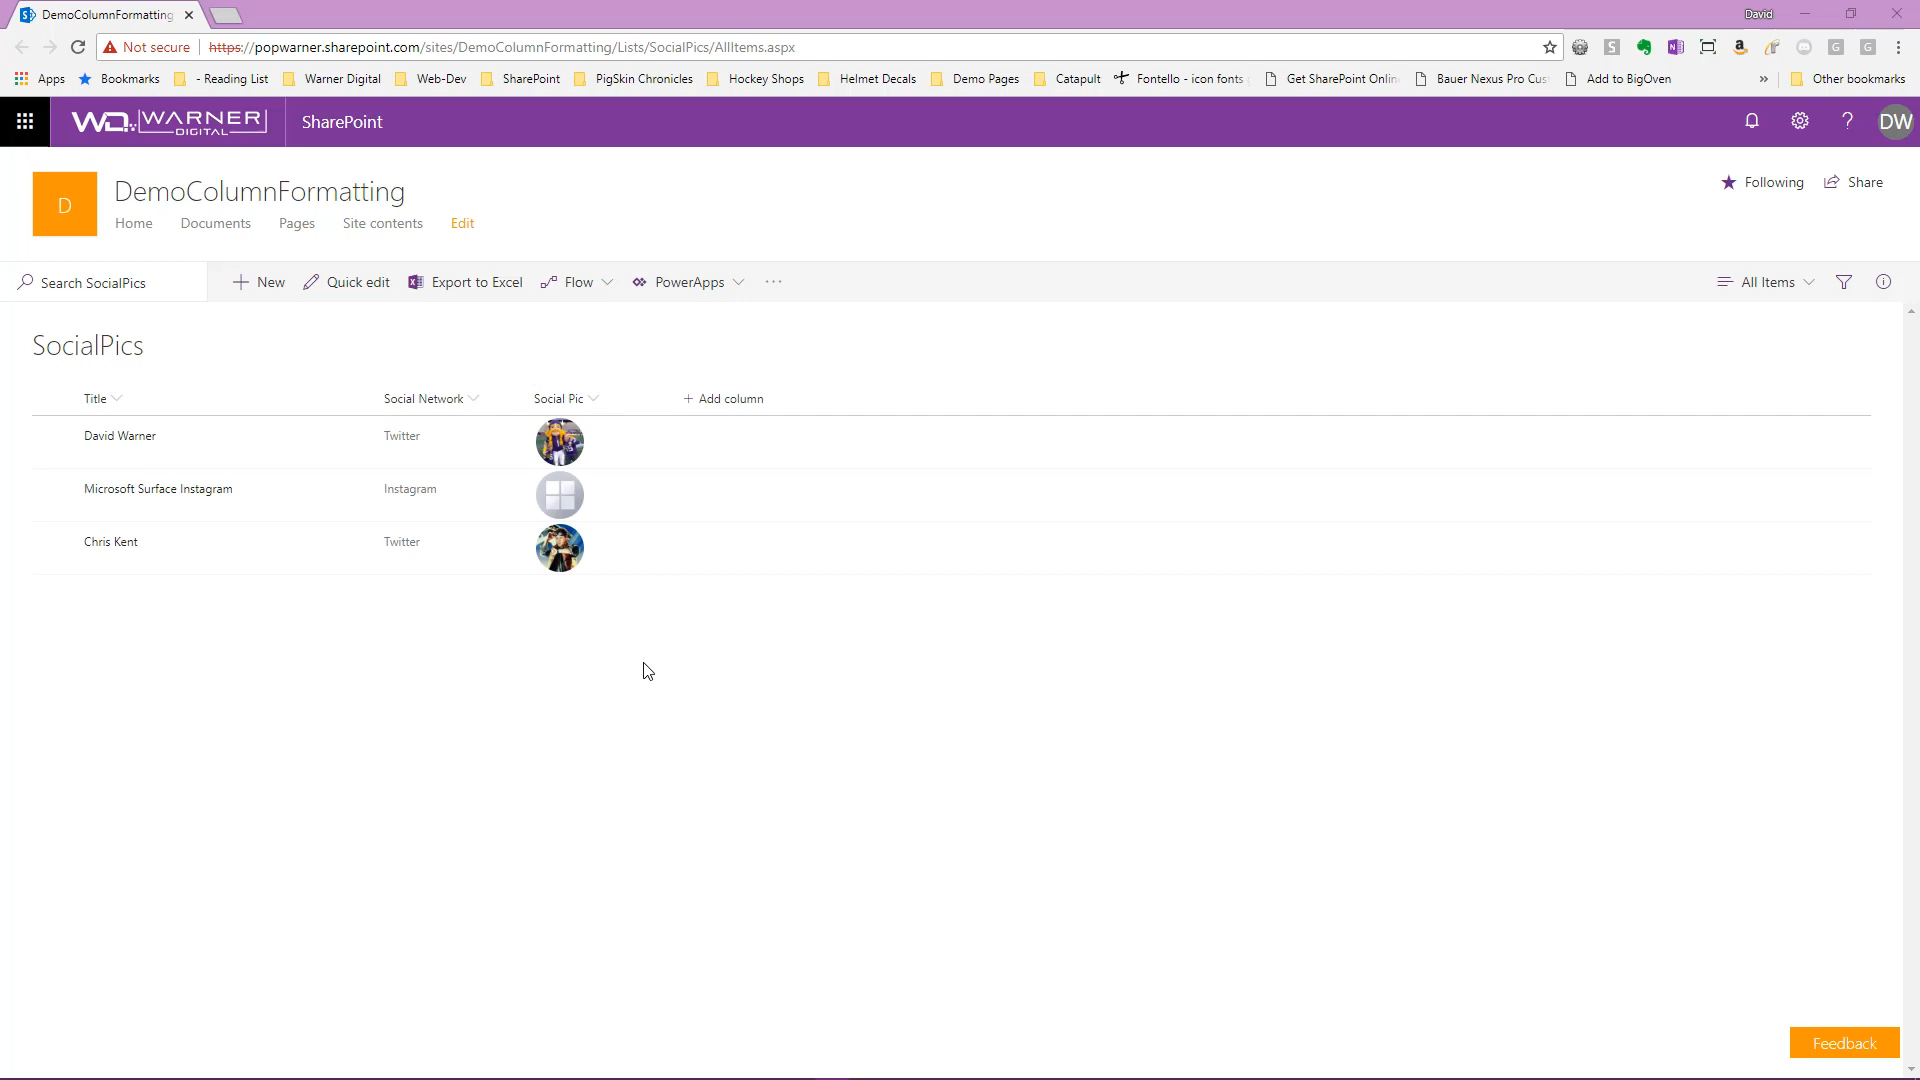 DemoColumnFormatting
David
Not secure https://popwarner.sharepoint.com/sites/DemoColumnFormatting/Lists/SocialPics/AllItems.aspx
Apps Bookmarks - Reading List Warner Digital Web-Dev SharePoint PigSkin Chronicles Hockey Shops Helmet Decals Demo Pages Catapult Fontello - icon fonts Get SharePoint Onlin Bauer Nexus Pro Cus Add to BigOven » Other bookmarks
WD WARNER DIGITAL SharePoint DW
D
DemoColumnFormatting
Following Share
Home Documents Pages Site contents Edit
Search SocialPics New Quick edit Export to Excel Flow PowerApps ... All Items
SocialPics
Title Social Network Social Pic + Add column
David Warner Twitter
Microsoft Surface Instagram Instagram
Chris Kent Twitter
Feedback